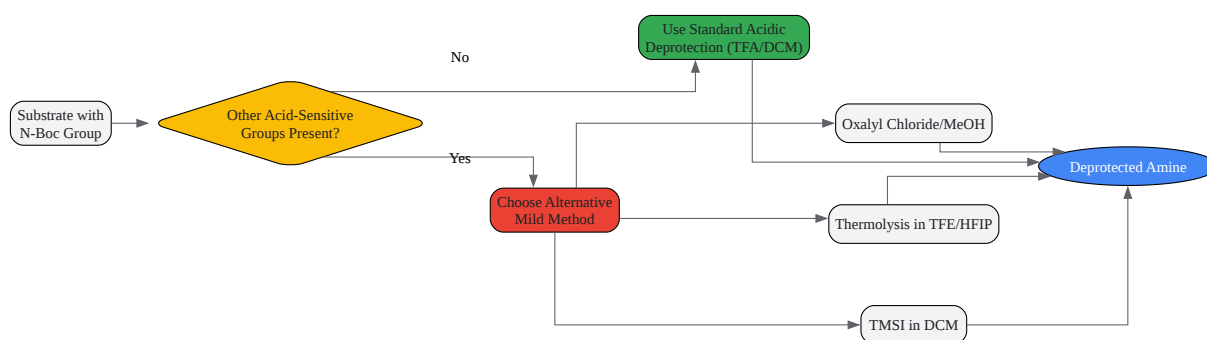 Substrate with
N-Boc Group
Other Acid-Sensitive
Groups Present?
No
Yes
Use Standard Acidic
Deprotection (TFA/DCM)
Choose Alternative
Mild Method
Oxalyl Chloride/MeOH
Thermolysis in TFE/HFIP
TMSI in DCM
Deprotected Amine